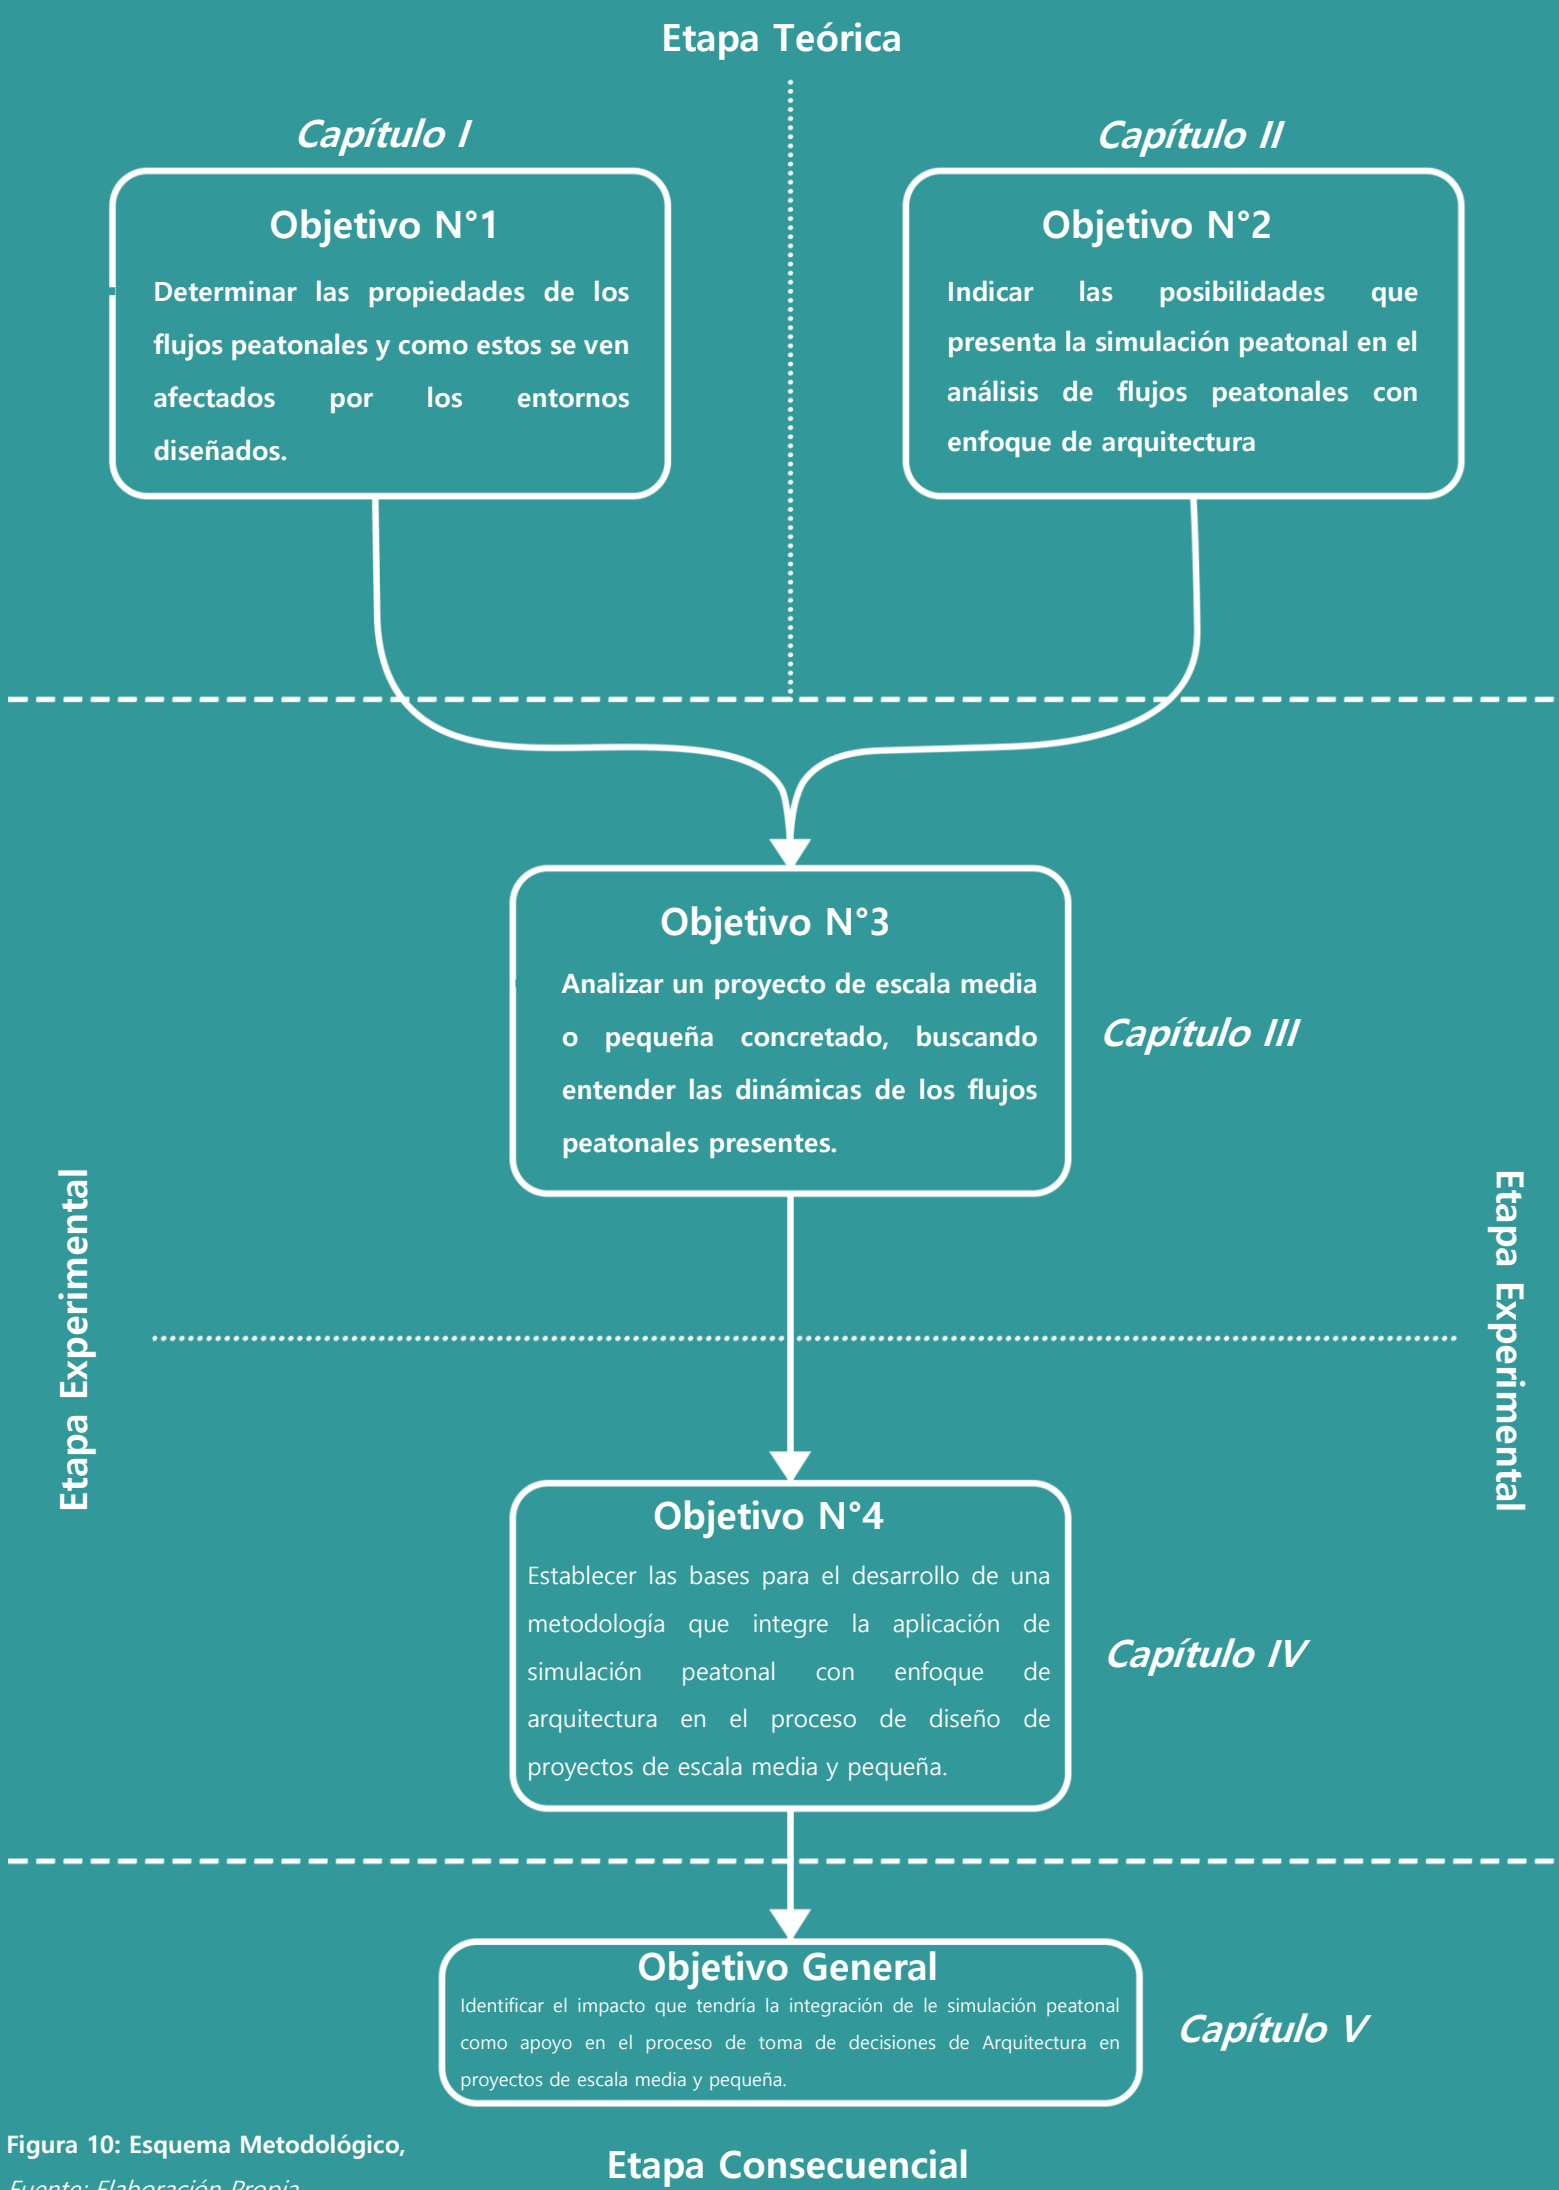 Etapa Teórica
Capítulo I
Objetivo N°1
Determinar las propiedades de los
flujos peatonales y como estos se ven
afectados por los entornos
diseñados.
Capítulo II
Objetivo N°2
Indicar las posibilidades que
presenta la simulación peatonal en el
análisis de flujos peatonales con
enfoque de arquitectura
Objetivo N°3
Analizar un proyecto de escala media
o pequeña concretado, buscando
entender las dinámicas de los flujos
peatonales presentes.
Capítulo III
Etapa Experimental
Etapa Experimental
Objetivo N°4
Establecer las bases para el desarrollo de una
metodología que integre la aplicación de
simulación peatonal con enfoque de
arquitectura en el proceso de diseño de
proyectos de escala media y pequeña.
Capítulo IV
Objetivo General
Identificar el impacto que tendría la integración de le simulación peatonal
como apoyo en el proceso de toma de decisiones de Arquitectura en
proyectos de escala media y pequeña.
Capítulo V
Figura 10: Esquema Metodológico,
Fuente: Elaboración Propia
Etapa Consecuencial